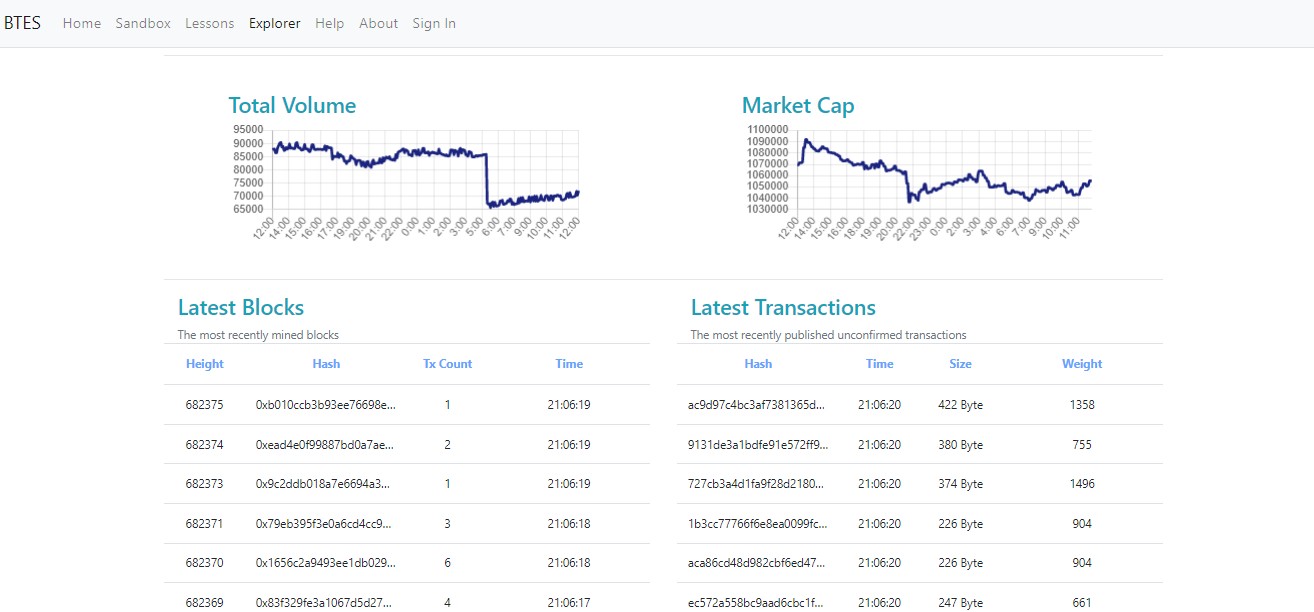 BTES Home Sandbox Lessons Explorer Help About Sign In
Total Volume
95000
90000
85000
80000
75000
70000
65000
12:00 14:00 15:00 16:00 17:00 19:00 20:00 21:00 22:00 0:00 1:00 2:00 3:00 5:00 6:00 7:00 9:00 10:00 11:00 12:00
Market Cap
1100000
1090000
1080000
1070000
1060000
1050000
1040000
1030000
12:00 14:00 15:00 16:00 18:00 19:00 20:00 22:00 23:00 0:00 2:00 3:00 4:00 6:00 7:00 9:00 10:00 11:00
Latest Blocks
The most recently mined blocks
Height Hash Tx Count Time
682375 0xb010ccb3b93ee76698e... 1 21:06:19
682374 0xead4e0f99887bd0a7ae... 2 21:06:19
682373 0x9c2ddb018a7e6694a3... 1 21:06:19
682371 0x79eb395f3e0a6cd4cc9... 3 21:06:18
682370 0x1656c2a9493ee1db029... 6 21:06:18
682369 0x83f329fe3a1067d5d27... 4 21:06:17
Latest Transactions
The most recently published unconfirmed transactions
Hash Time Size Weight
ac9d97c4bc3af7381365d... 21:06:20 422 Byte 1358
9131de3a1bdfe91e572ff9... 21:06:20 380 Byte 755
727cb3a4d1fa9f28d2180... 21:06:20 374 Byte 1496
1b3cc77766f6e8ea0099fc... 21:06:20 226 Byte 904
aca86cd48d982cbf6ed47... 21:06:20 226 Byte 904
ec572a558bc9aad6cbc1f... 21:06:20 247 Byte 661